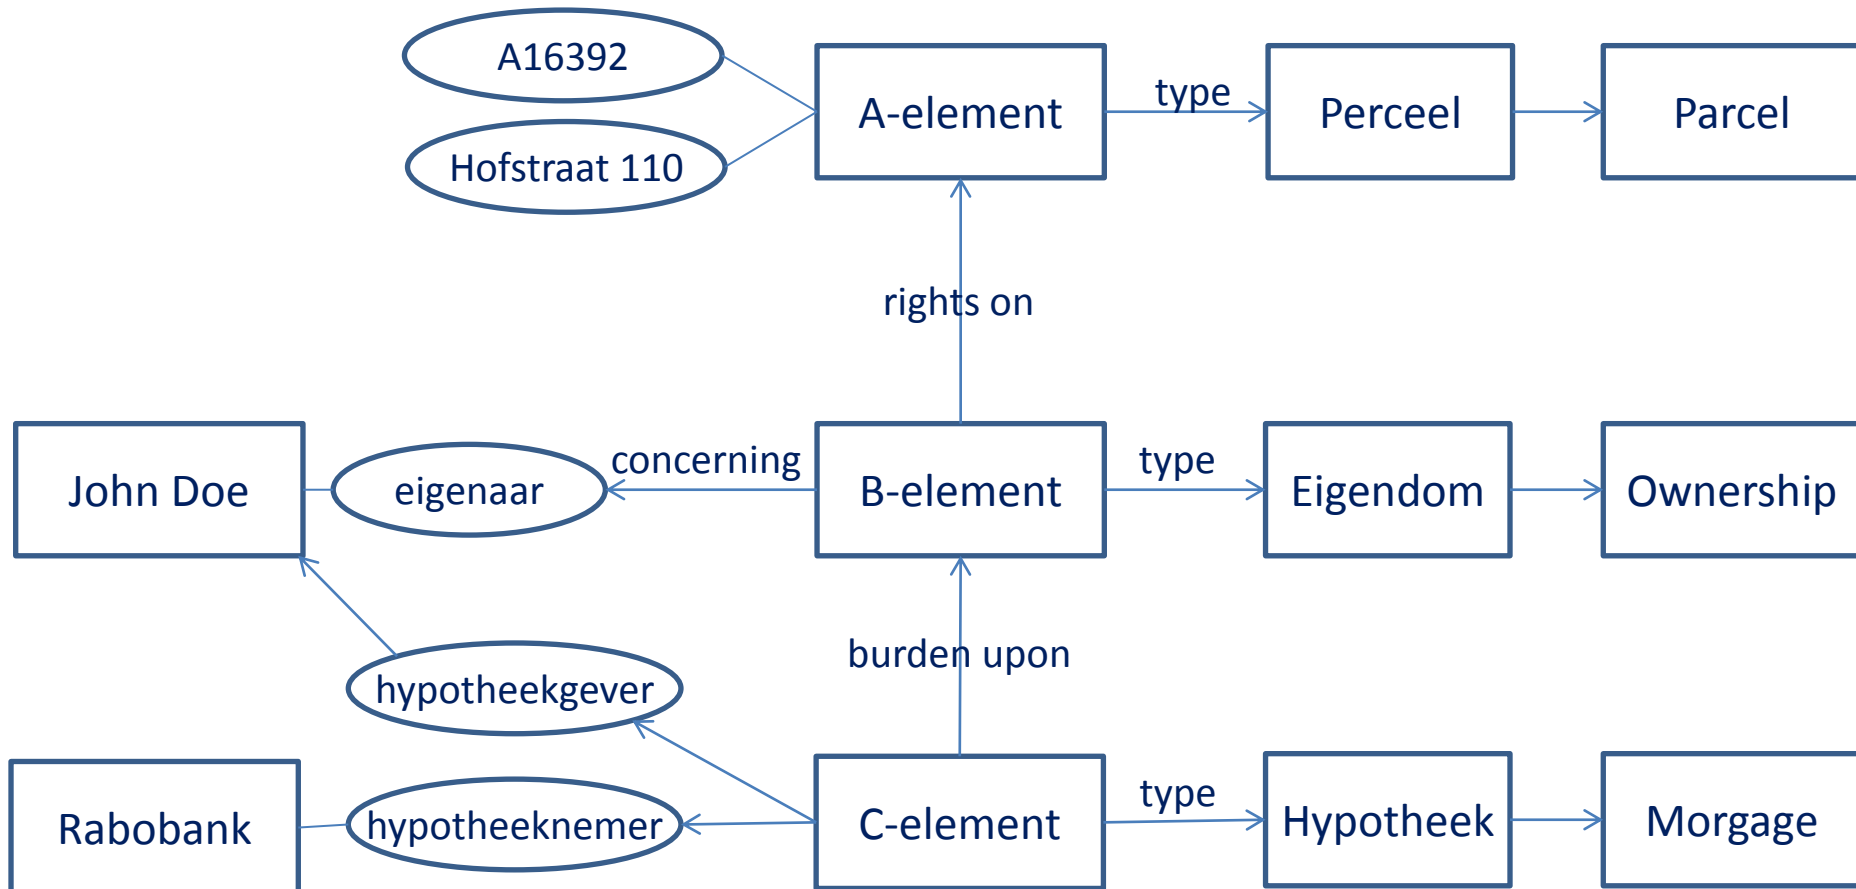 A16392
Hofstraat 110
A-element
type
Perceel
Parcel
rights on
John Doe
eigenaar
concerning
B-element
type
Eigendom
Ownership
burden upon
hypotheekgever
Rabobank
hypotheeknemer
C-element
type
Hypotheek
Morgage